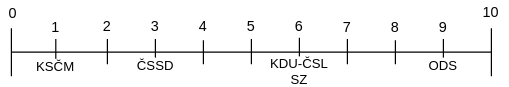 0 1 2 3 4 5 6 7 8 9 10
KSČM ČSSD KDU-ČSL ODS
SZ